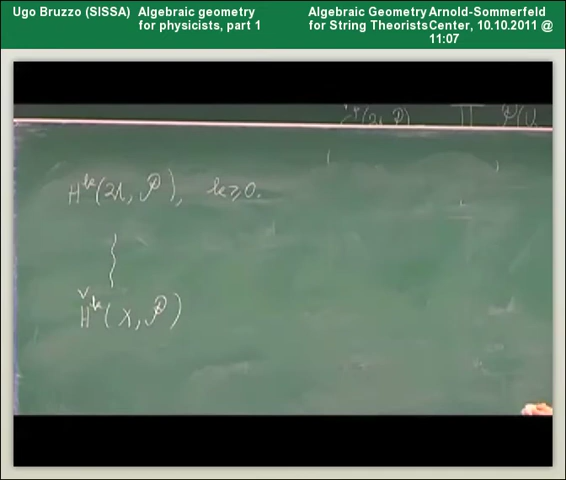 Ugo Bruzzo (SISSA)
Algebraic geometry
for physicists, part 1
Algebraic Geometry
for String Theorists
Arnold-Sommerfeld
Center, 10.10.2011 @
11:07
H^k(𝔘, 𝒫), k ≥ 0.
Ȟ^k(X, 𝒫)